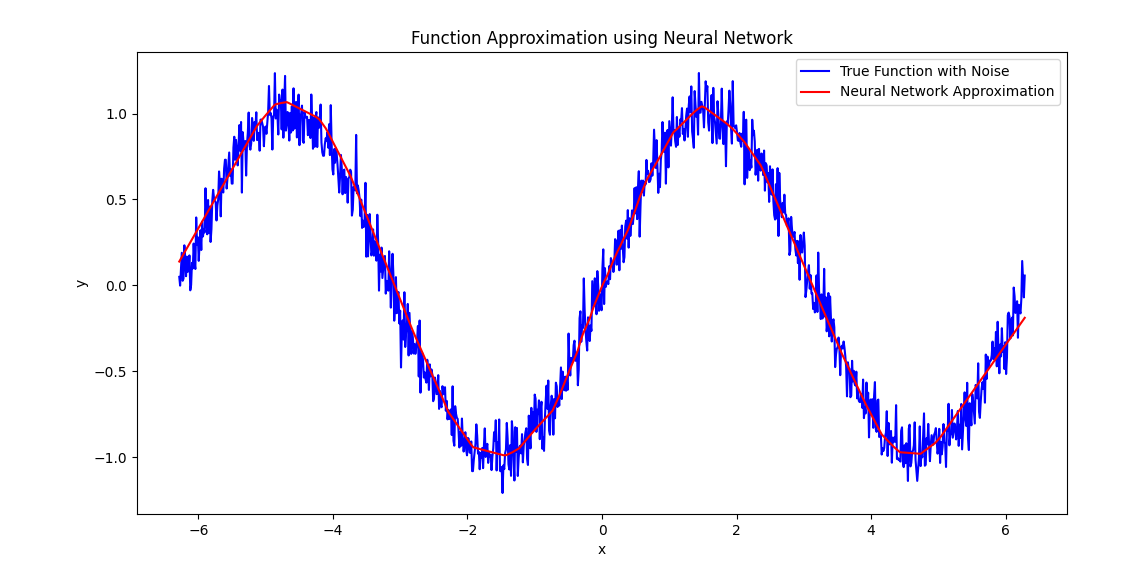 Function Approximation using Neural Network
True Function with Noise
Neural Network Approximation
1.0
0.5
0.0
−0.5
−1.0
y
−6
−4
−2
0
2
4
6
x